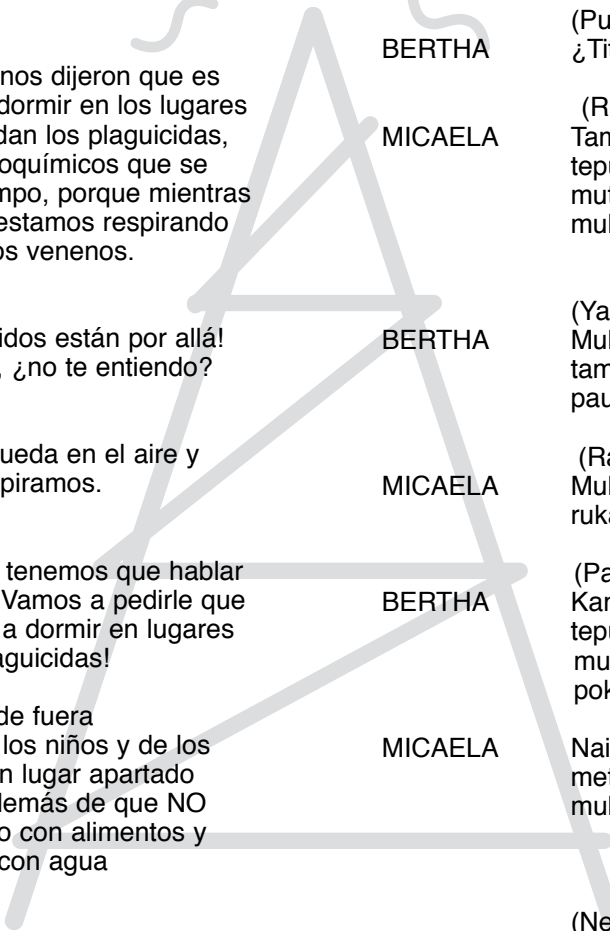 nos dijeron que es
dormir en los lugares
dan los plaguicidas,
oquímicos que se
mpo, porque mientras
estamos respirando
os venenos.
idos están por allá!
, ¿no te entiendo?
ueda en el aire y
piramos.
tenemos que hablar
Vamos a pedirle que
a dormir en lugares
aguicidas!
de fuera
los niños y de los
n lugar apartado
demás de que NO
o con alimentos y
con agua
(Pu
BERTHA ¿Ti
(R
MICAELA Tan
tepu
mut
mul
(Ya
BERTHA Mul
tam
pau
(Ra
MICAELA Mul
ruka
(Pa
BERTHA Kar
tepu
mu
pok
MICAELA Nai
met
mul
(Ne